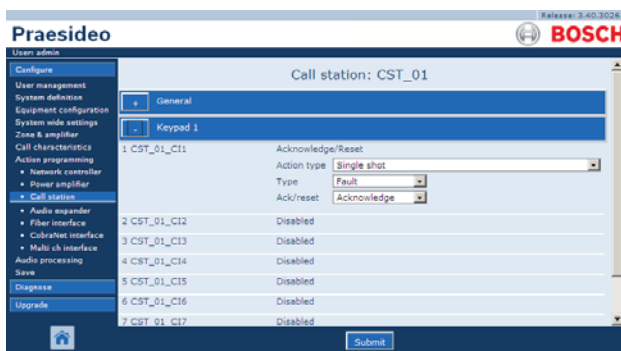 Release: 3.40.3026
Praesideo
BOSCH
User: admin
Configure
User management
System definition
Equipment configuration
System wide settings
Zone & amplifier
Call characteristics
Action programming
• Network controller
• Power amplifier
• Call station
• Audio expander
• Fiber interface
• CobraNet interface
• Multi ch interface
Audio processing
Save
Diagnose
Upgrade
Call station: CST_01
+ General
- Keypad 1
1 CST_01_CI1 Acknowledge/Reset
Action type Single shot
Type Fault
Ack/reset Acknowledge
2 CST_01_CI2 Disabled
3 CST_01_CI3 Disabled
4 CST_01_CI4 Disabled
5 CST_01_CI5 Disabled
6 CST_01_CI6 Disabled
7 CST_01_CI7 Disabled
Submit